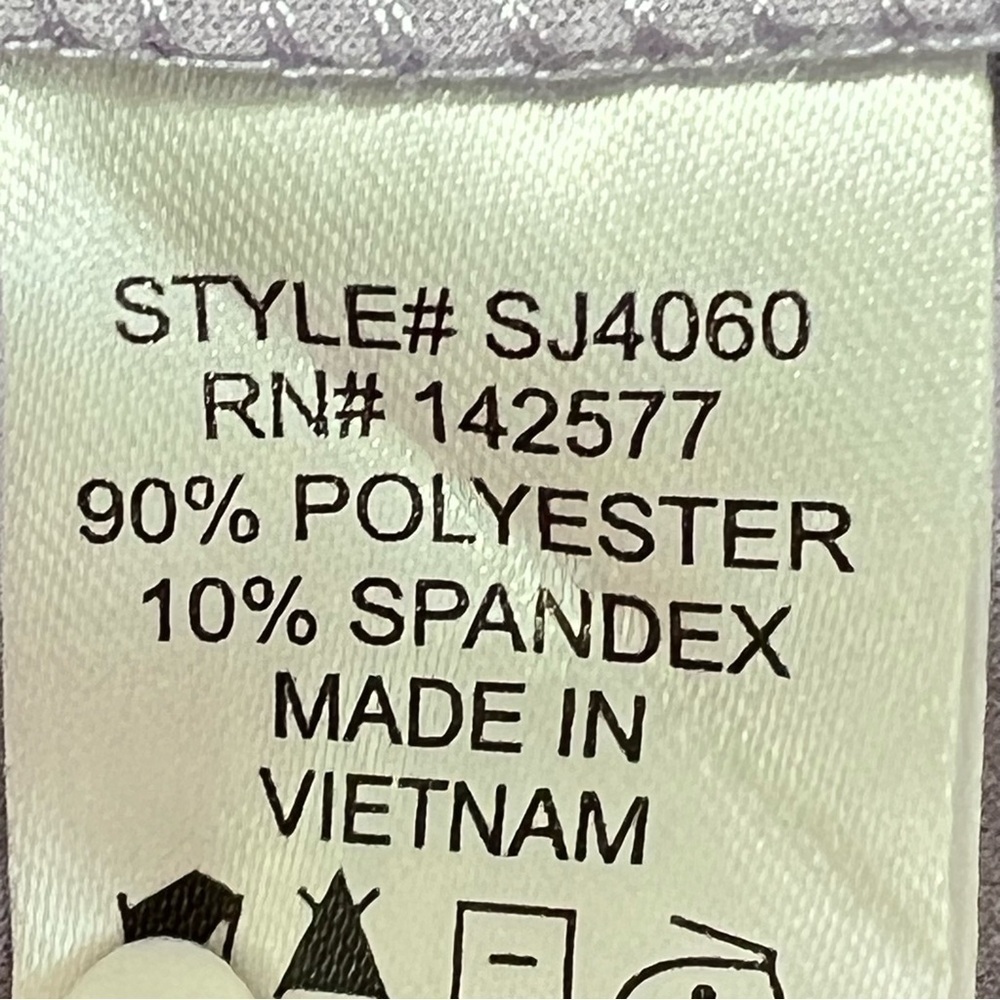 STYLE# SJ4060
RN# 142577
90% POLYESTER
10% SPANDEX
MADE IN
VIETNAM